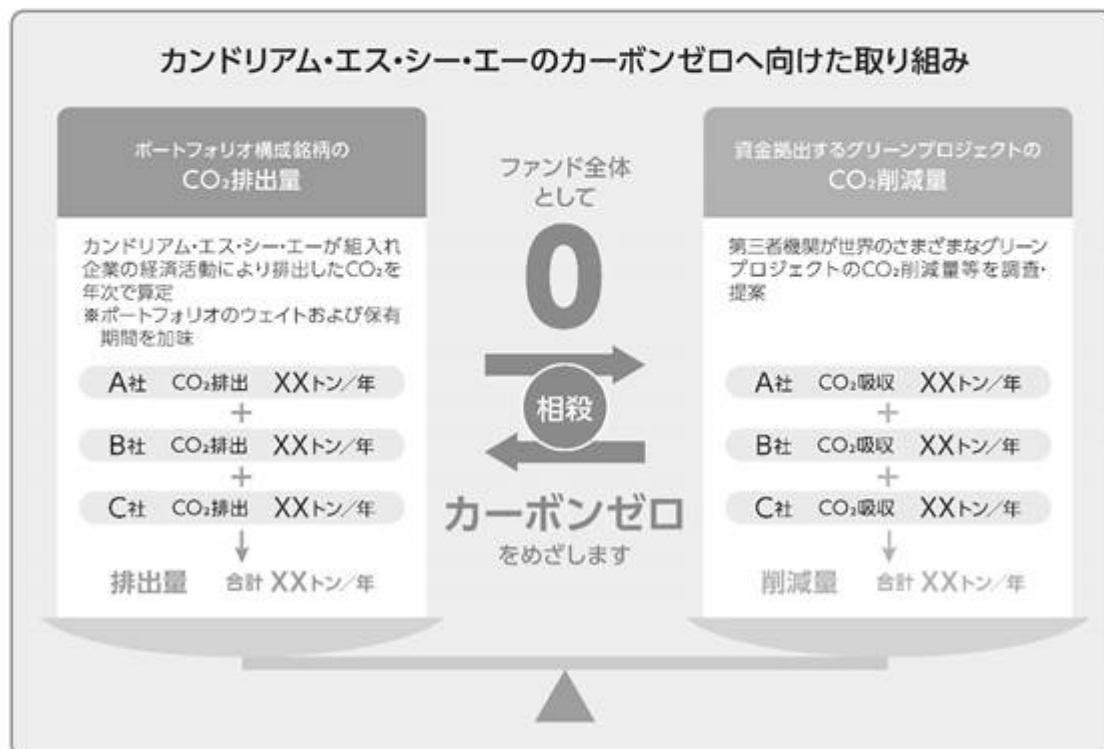 カンドリアム・エス・シー・エーのカーボンゼロへ向けた取り組み
ポートフォリオ構成銘柄の
CO₂排出量
カンドリアム・エス・シー・エーが組入れ
企業の経済活動により排出したCO₂を
年次で算定
※ポートフォリオのウェイトおよび保有
期間を加味
A社 CO₂排出 XXトン／年
+
B社 CO₂排出 XXトン／年
+
C社 CO₂排出 XXトン／年
排出量 合計 XXトン／年
ファンド全体
として
0
相殺
カーボンゼロ
をめざします
資金拠出するグリーンプロジェクトの
CO₂削減量
第三者機関が世界のさまざまなグリーン
プロジェクトのCO₂削減量等を調査・
提案
A社 CO₂吸収 XXトン／年
+
B社 CO₂吸収 XXトン／年
+
C社 CO₂吸収 XXトン／年
削減量 合計 XXトン／年